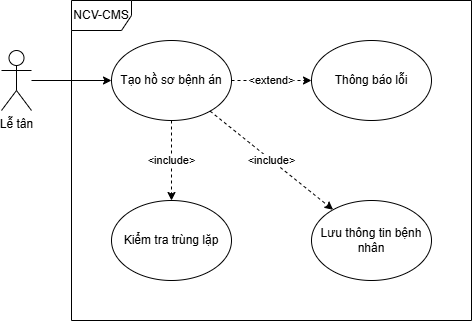 NCV-CMS
Tạo hồ sơ bệnh án
<extend>
Thông báo lỗi
Lễ tân
<include>
<include>
Kiểm tra trùng lặp
Lưu thông tin bệnh
nhân